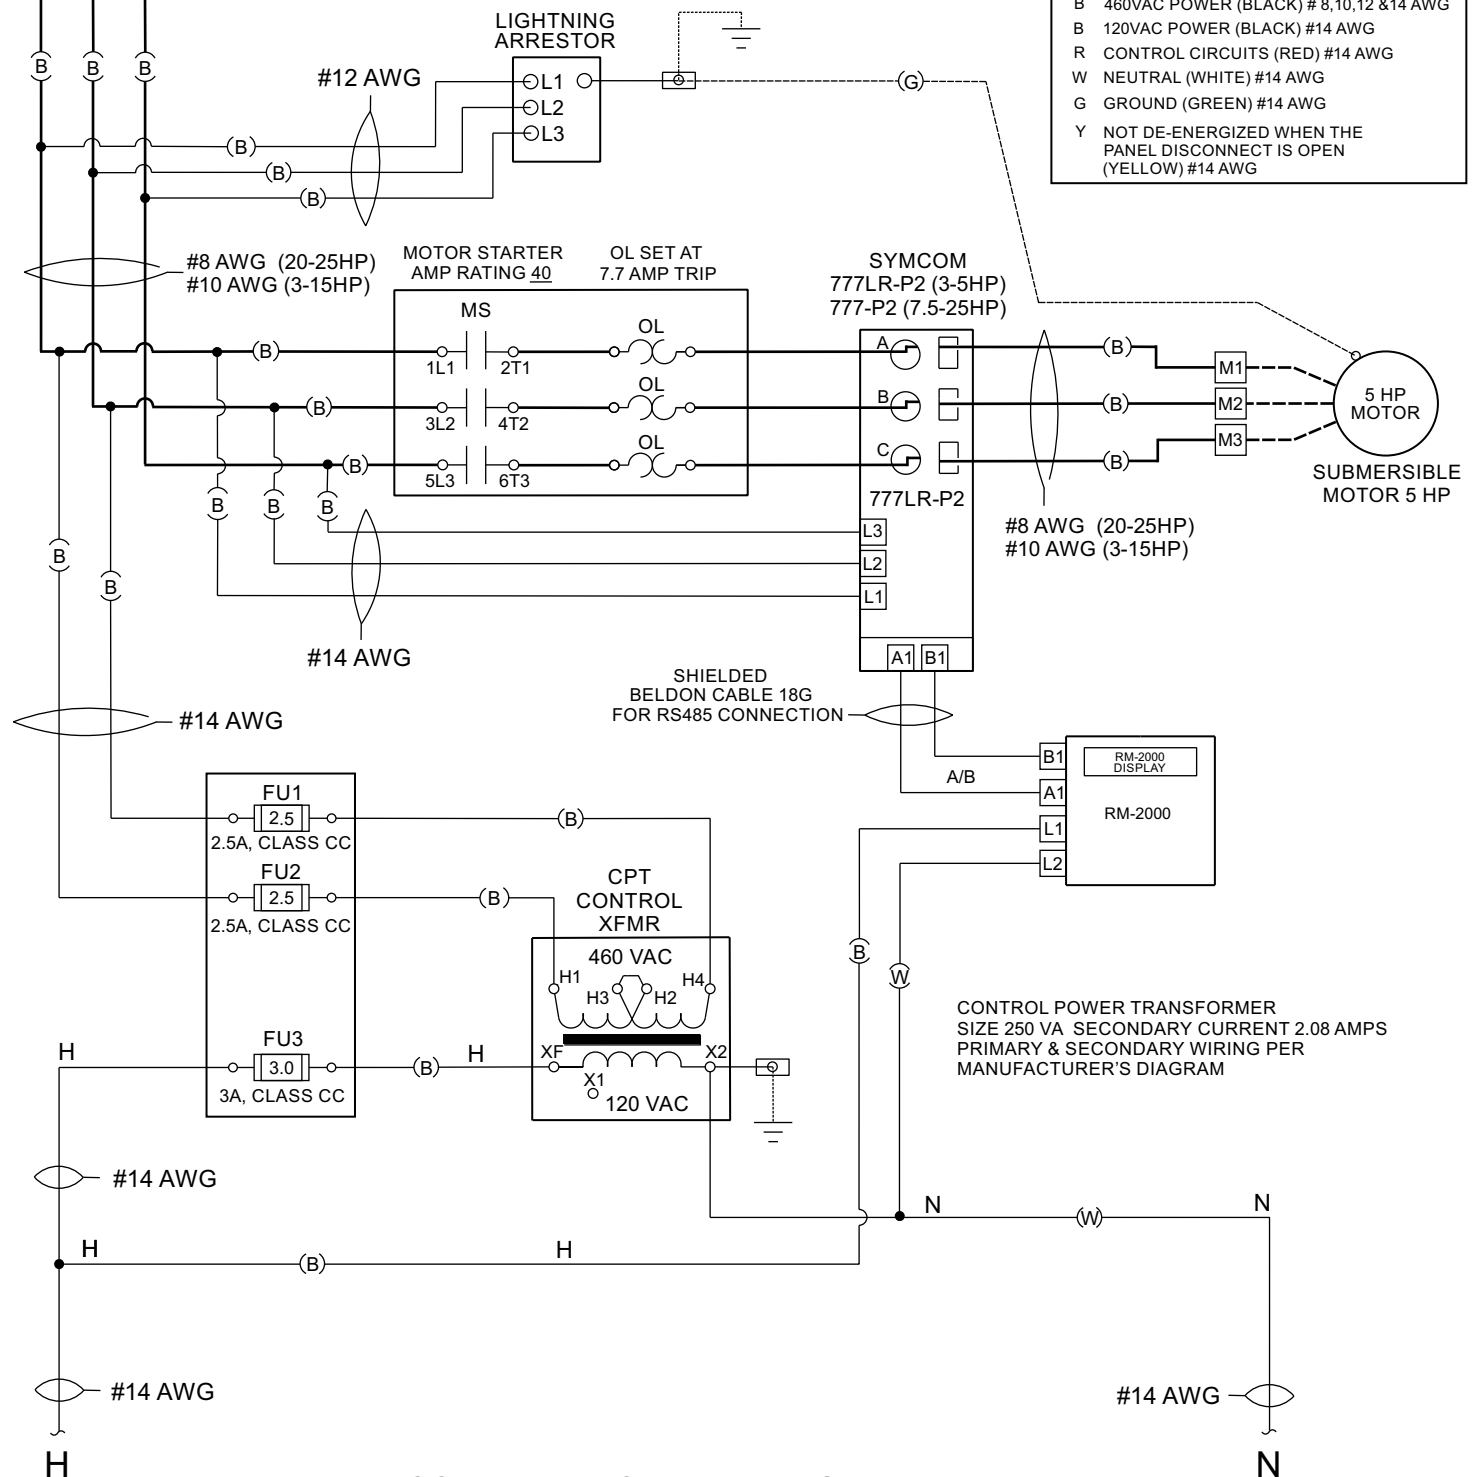 B 460VAC POWER (BLACK) # 8,10,12 &14 AWG
B 120VAC POWER (BLACK) #14 AWG
R CONTROL CIRCUITS (RED) #14 AWG
W NEUTRAL (WHITE) #14 AWG
G GROUND (GREEN) #14 AWG
Y NOT DE-ENERGIZED WHEN THE
PANEL DISCONNECT IS OPEN
(YELLOW) #14 AWG
LIGHTNING
ARRESTOR
(B) (B) (B)
#12 AWG
L1
L2
L3
(G)
(B)
(B)
(B)
#8 AWG (20-25HP)
#10 AWG (3-15HP)
MOTOR STARTER
AMP RATING 40
OL SET AT
7.7 AMP TRIP
SYMCOM
777LR-P2 (3-5HP)
777-P2 (7.5-25HP)
MS
OL
(B)
1L1 2T1
A
(B)
M1
OL
(B)
3L2 4T2
B
(B)
M2
5 HP
MOTOR
OL
(B)
5L3 6T3
C
(B)
M3
SUBMERSIBLE
MOTOR 5 HP
777LR-P2
(B) (B) (B)
L3
L2
L1
#8 AWG (20-25HP)
#10 AWG (3-15HP)
(B)
(B)
#14 AWG
A1 B1
SHIELDED
BELDON CABLE 18G
FOR RS485 CONNECTION
#14 AWG
B1
A/B
A1
L1
L2
RM-2000
DISPLAY
RM-2000
FU1
2.5
2.5A, CLASS CC
(B)
FU2
2.5
2.5A, CLASS CC
(B)
CPT
CONTROL
XFMR
460 VAC
H1 H3 H2 H4
(B)
(W)
CONTROL POWER TRANSFORMER
SIZE 250 VA SECONDARY CURRENT 2.08 AMPS
PRIMARY & SECONDARY WIRING PER
MANUFACTURER'S DIAGRAM
H
FU3
3.0
3A, CLASS CC
(B)
H
XF X2
X1
120 VAC
#14 AWG
N
(W)
N
H
(B)
H
#14 AWG
#14 AWG
H
N